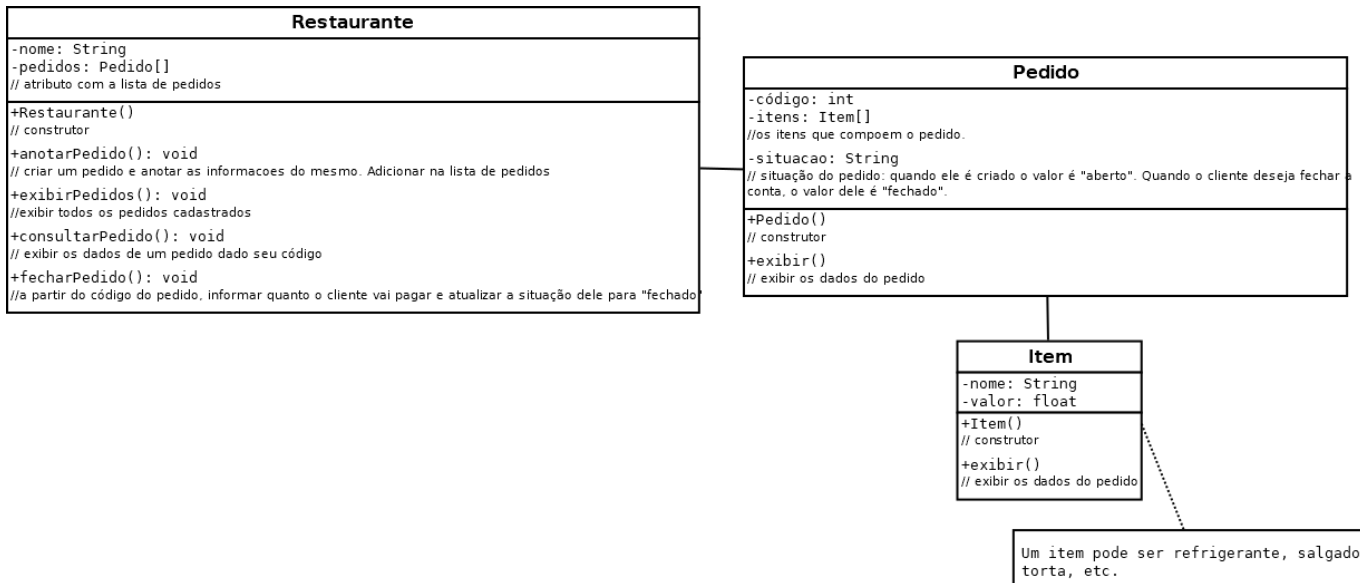 Restaurante
-nome: String
-pedidos: Pedido[]
// atributo com a lista de pedidos
+Restaurante()
// construtor
+anotarPedido(): void
// criar um pedido e anotar as informacoes do mesmo. Adicionar na lista de pedidos
+exibirPedidos(): void
//exibir todos os pedidos cadastrados
+consultarPedido(): void
// exibir os dados de um pedido dado seu código
+fecharPedido(): void
//a partir do código do pedido, informar quanto o cliente vai pagar e atualizar a situação dele para "fechado"
Pedido
-código: int
-itens: Item[]
//os itens que compoem o pedido.
-situacao: String
// situação do pedido: quando ele é criado o valor é "aberto". Quando o cliente deseja fechar a
conta, o valor dele é "fechado".
+Pedido()
// construtor
+exibir()
// exibir os dados do pedido
Item
-nome: String
-valor: float
+Item()
// construtor
+exibir()
// exibir os dados do pedido
Um item pode ser refrigerante, salgado
torta, etc.